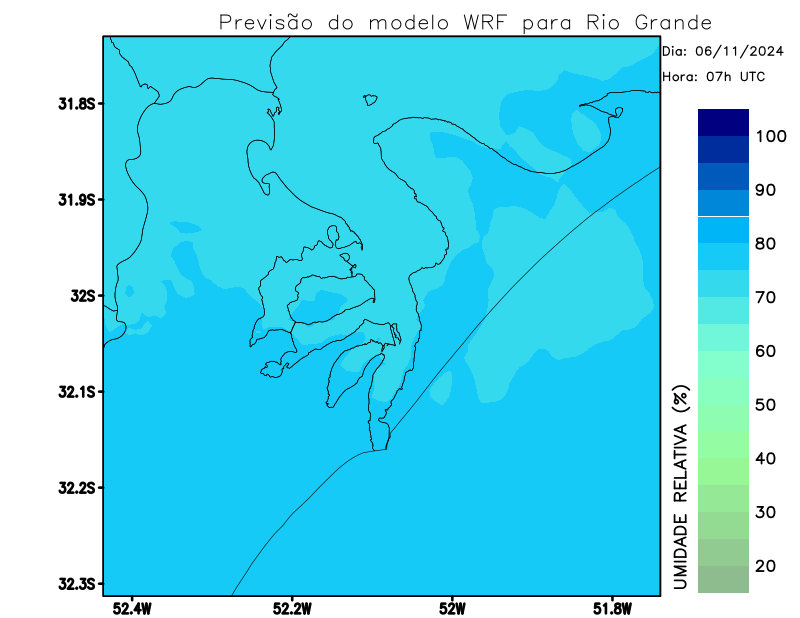 Previsão do modelo WRF para Rio Grande
Dia: 06/11/2024
Hora: 07h UTC
31.8S
31.9S
32S
32.1S
32.2S
32.3S
52.4W
52.2W
52W
51.8W
UMIDADE RELATIVA (%)
100
90
80
70
60
50
40
30
20